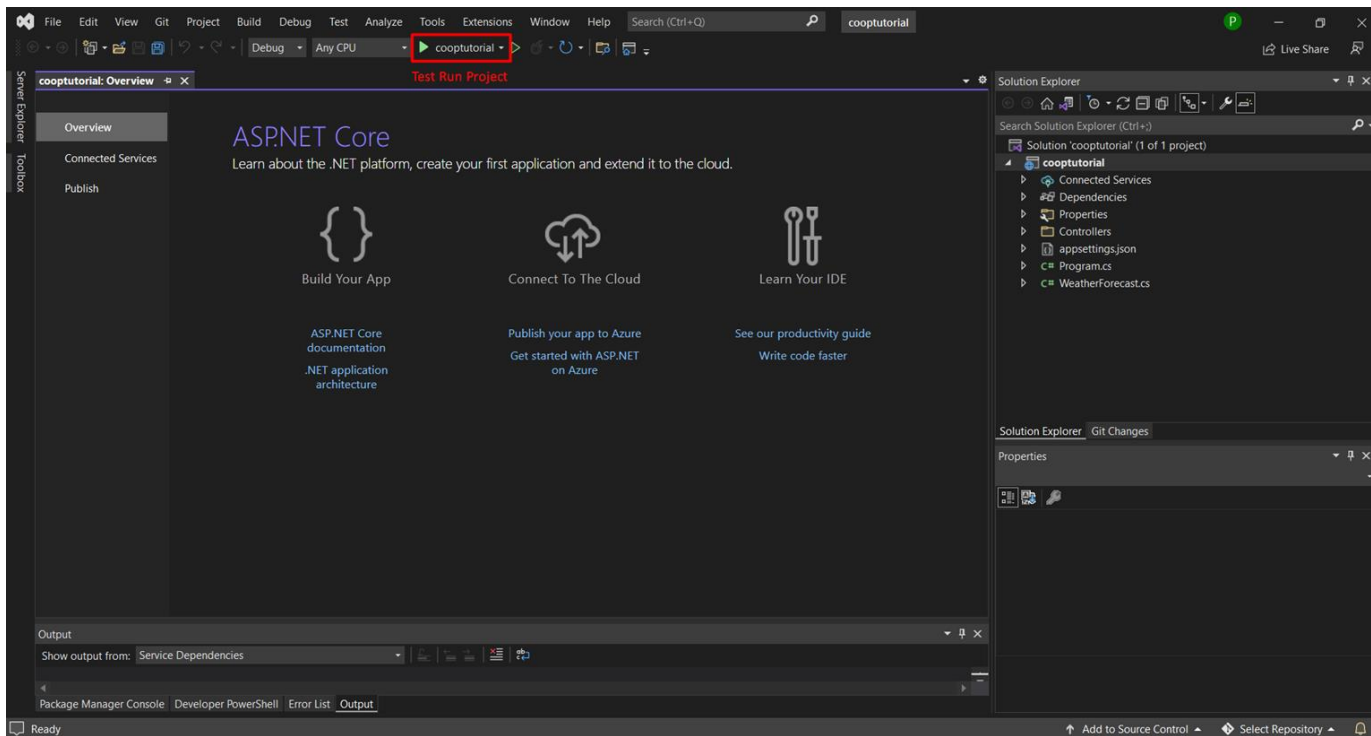 File Edit View Git Project Build Debug Test Analyze Tools Extensions Window Help Search (Ctrl+Q) cooptutorial P
Debug Any CPU cooptutorial Live Share
Test Run Project
Server Explorer
Toolbox
cooptutorial: Overview
Overview
Connected Services
Publish
ASP.NET Core
Learn about the .NET platform, create your first application and extend it to the cloud.
Build Your App
Connect To The Cloud
Learn Your IDE
ASP.NET Core
documentation
.NET application
architecture
Publish your app to Azure
Get started with ASP.NET
on Azure
See our productivity guide
Write code faster
Solution Explorer
Search Solution Explorer (Ctrl+;)
Solution 'cooptutorial' (1 of 1 project)
cooptutorial
Connected Services
Dependencies
Properties
Controllers
appsettings.json
C# Program.cs
C# WeatherForecast.cs
Solution Explorer Git Changes
Properties
Output
Show output from: Service Dependencies
Package Manager Console Developer PowerShell Error List Output
Ready Add to Source Control Select Repository